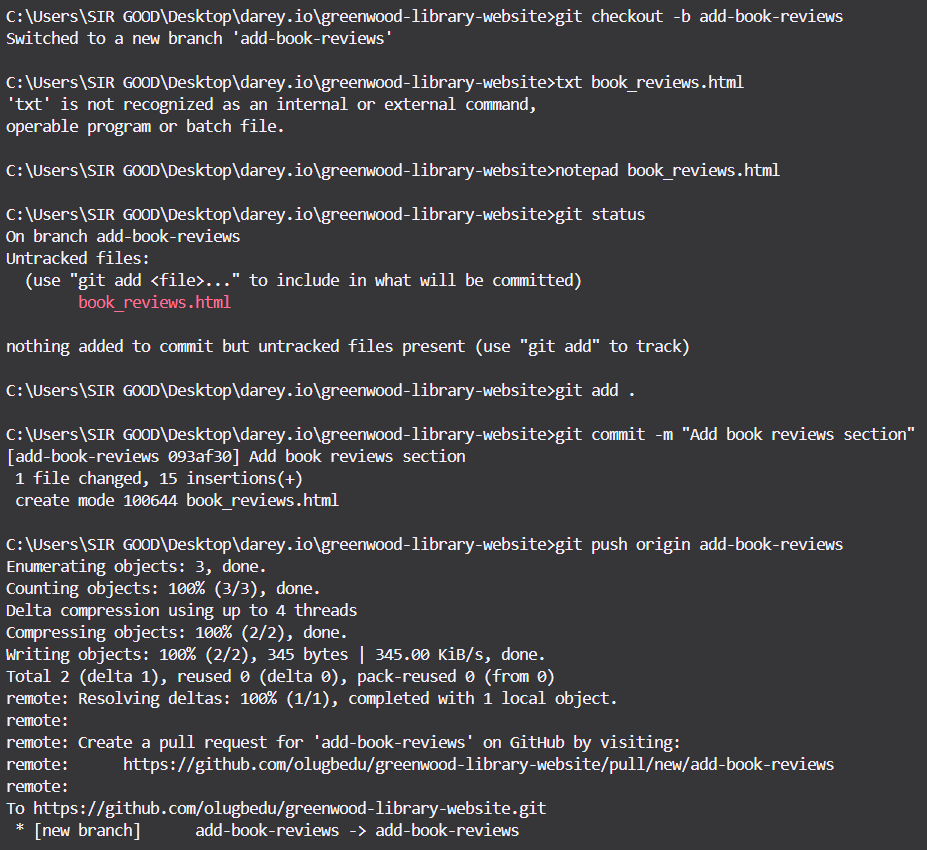 C:\Users\SIR GOOD\Desktop\darey.io\greenwood-library-website>git checkout -b add-book-reviews
Switched to a new branch 'add-book-reviews'

C:\Users\SIR GOOD\Desktop\darey.io\greenwood-library-website>txt book_reviews.html
'txt' is not recognized as an internal or external command,
operable program or batch file.

C:\Users\SIR GOOD\Desktop\darey.io\greenwood-library-website>notepad book_reviews.html

C:\Users\SIR GOOD\Desktop\darey.io\greenwood-library-website>git status
On branch add-book-reviews
Untracked files:
  (use "git add <file>..." to include in what will be committed)
        book_reviews.html

nothing added to commit but untracked files present (use "git add" to track)

C:\Users\SIR GOOD\Desktop\darey.io\greenwood-library-website>git add .

C:\Users\SIR GOOD\Desktop\darey.io\greenwood-library-website>git commit -m "Add book reviews section"
[add-book-reviews 093af30] Add book reviews section
 1 file changed, 15 insertions(+)
 create mode 100644 book_reviews.html

C:\Users\SIR GOOD\Desktop\darey.io\greenwood-library-website>git push origin add-book-reviews
Enumerating objects: 3, done.
Counting objects: 100% (3/3), done.
Delta compression using up to 4 threads
Compressing objects: 100% (2/2), done.
Writing objects: 100% (2/2), 345 bytes | 345.00 KiB/s, done.
Total 2 (delta 1), reused 0 (delta 0), pack-reused 0 (from 0)
remote: Resolving deltas: 100% (1/1), completed with 1 local object.
remote:
remote: Create a pull request for 'add-book-reviews' on GitHub by visiting:
remote:      https://github.com/olugbedu/greenwood-library-website/pull/new/add-book-reviews
remote:
To https://github.com/olugbedu/greenwood-library-website.git
 * [new branch]      add-book-reviews -> add-book-reviews